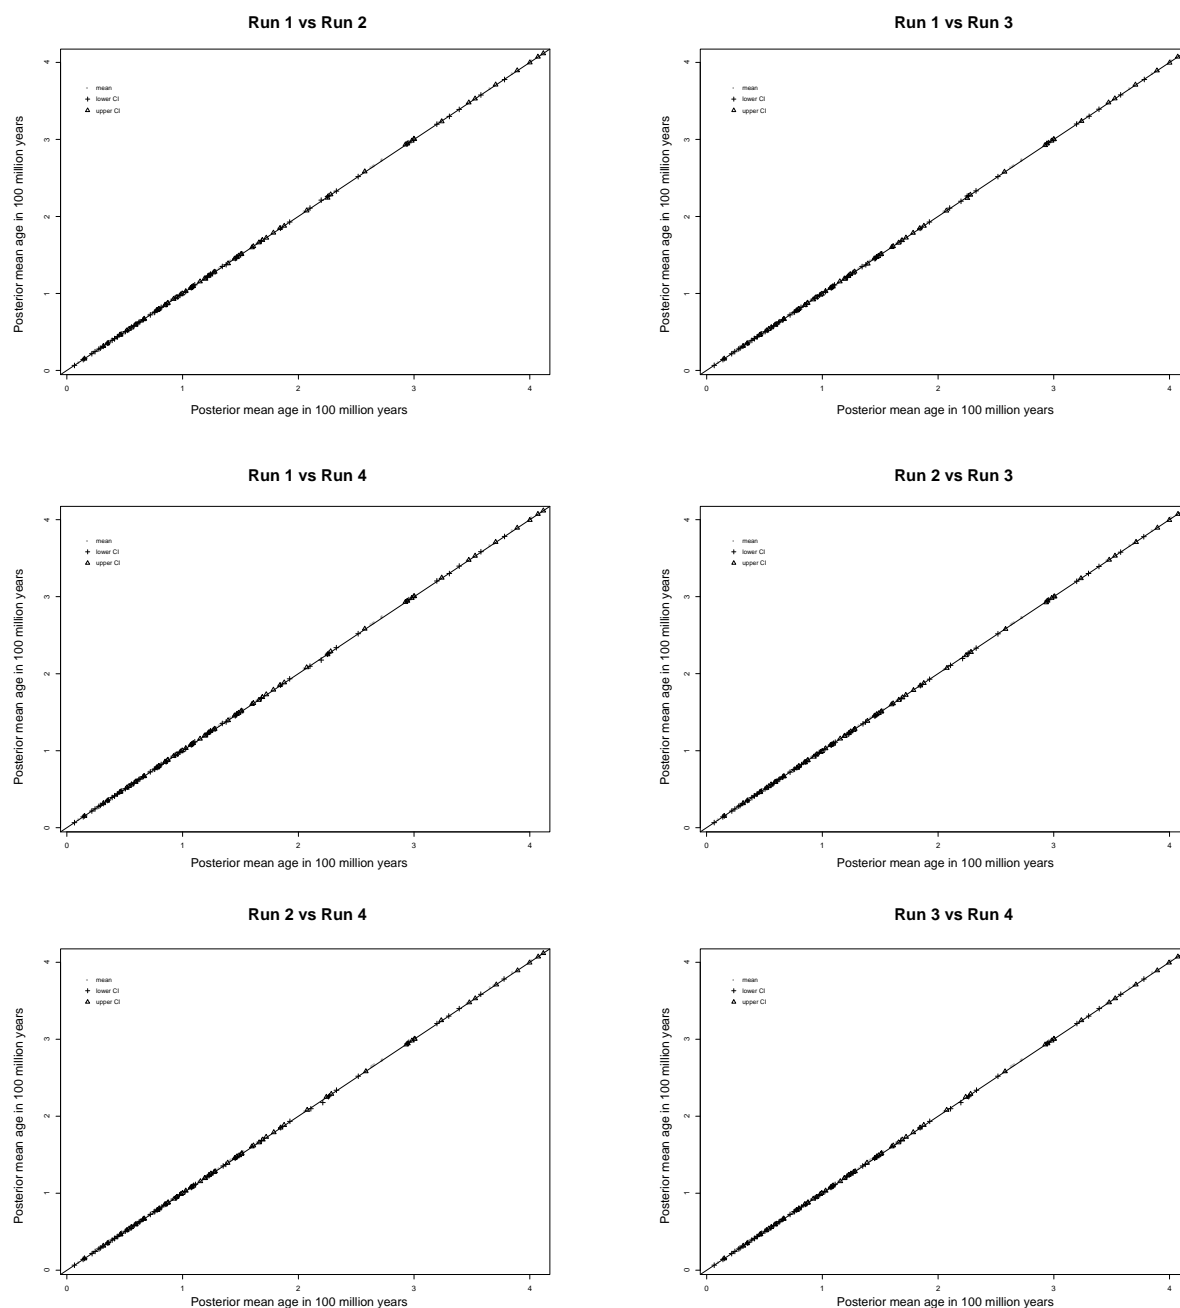 Run 1 vs Run 2
Posterior mean age in 100 million years
4
3
2
1
0
mean
lower CI
upper CI
0 1 2 3 4
Posterior mean age in 100 million years
Run 1 vs Run 3
Posterior mean age in 100 million years
4
3
2
1
0
mean
lower CI
upper CI
0 1 2 3 4
Posterior mean age in 100 million years
Run 1 vs Run 4
Posterior mean age in 100 million years
4
3
2
1
0
mean
lower CI
upper CI
0 1 2 3 4
Posterior mean age in 100 million years
Run 2 vs Run 3
Posterior mean age in 100 million years
4
3
2
1
0
mean
lower CI
upper CI
0 1 2 3 4
Posterior mean age in 100 million years
Run 2 vs Run 4
Posterior mean age in 100 million years
4
3
2
1
0
mean
lower CI
upper CI
0 1 2 3 4
Posterior mean age in 100 million years
Run 3 vs Run 4
Posterior mean age in 100 million years
4
3
2
1
0
mean
lower CI
upper CI
0 1 2 3 4
Posterior mean age in 100 million years